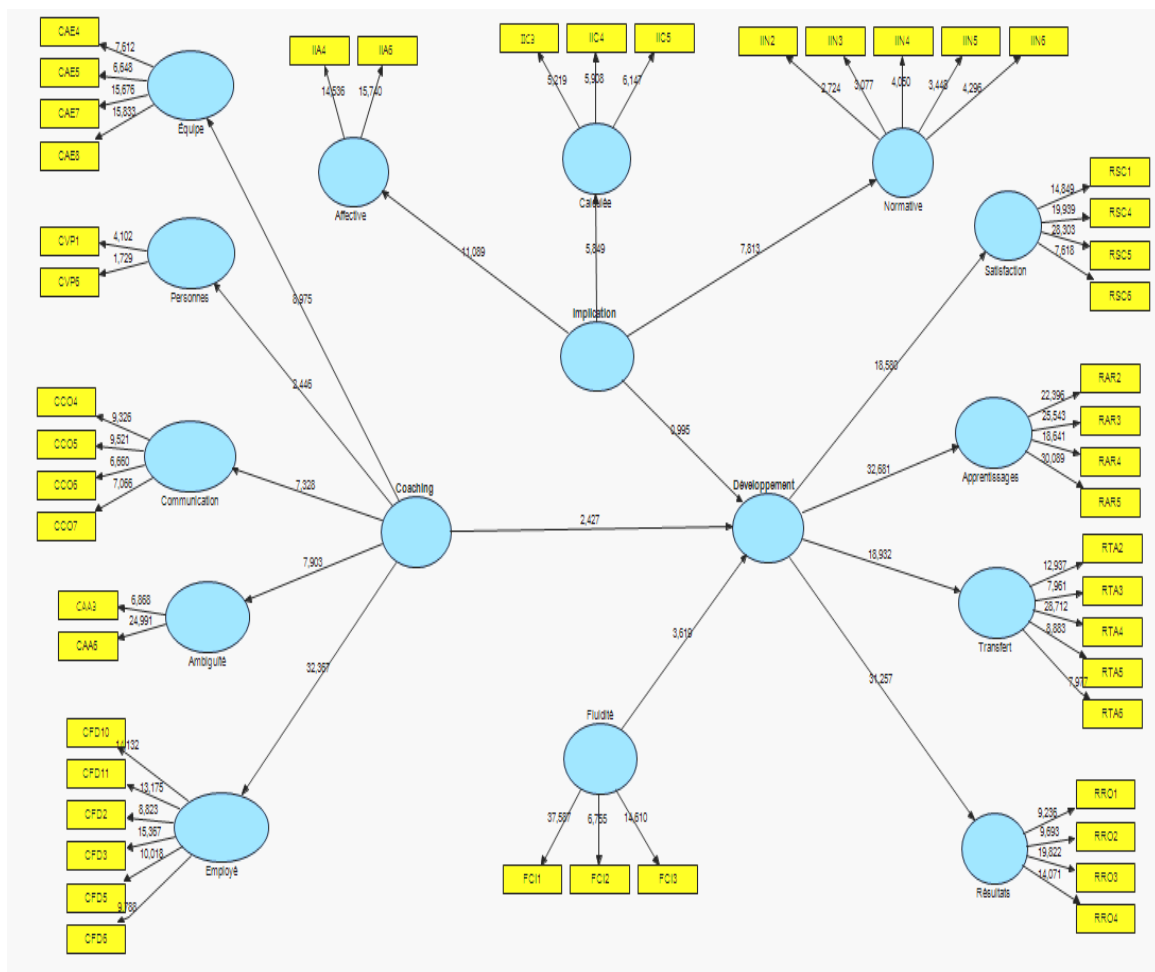 CAE4
7,612
CAE5
6,648
CAE7
15,676
CAE8
15,833
Équipe
IIA4
IIA6
14,536
15,740
Affective
IIC3
IIC4
IIC5
5,219
5,908
6,147
Calculée
IIN2
IIN3
IIN4
IIN5
IIN6
2,724
3,077
4,050
3,448
4,296
Normative
RSC1
14,849
RSC4
19,939
RSC5
28,303
RSC6
7,618
Satisfaction
CVP1
4,102
CVP6
1,729
Personnes
8,975
11,089
5,849
7,813
Implication
2,446
18,580
0,995
CCO4
9,326
CCO5
9,521
CCO6
6,660
CCO7
7,066
Communication
7,328
Coaching
2,427
Développement
32,681
RAR2
22,396
RAR3
25,543
RAR4
18,641
RAR5
30,089
Apprentissages
7,903
CAA3
6,868
CAA6
24,991
Ambiguïté
18,932
RTA2
12,937
RTA3
7,961
RTA4
28,712
RTA5
8,883
RTA6
7,977
Transfert
32,367
3,619
31,257
Fluidité
CFD10
14,132
CFD11
13,175
CFD2
8,823
CFD3
15,367
CFD5
10,018
CFD6
9,788
Employé
37,587
6,755
14,610
FCI1
FCI2
FCI3
RRO1
9,236
RRO2
9,693
RRO3
19,822
RRO4
14,071
Résultats